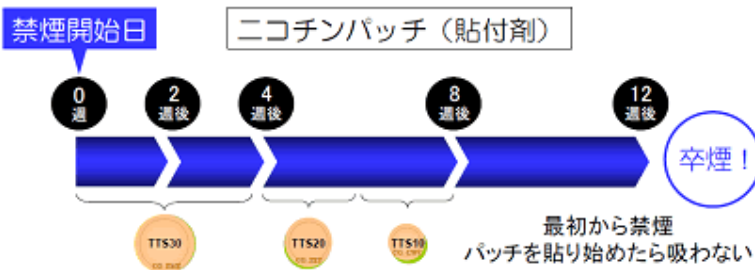 禁煙開始日
ニコチンパッチ（貼付剤）
0
週
2
週後
4
週後
8
週後
12
週後
卒煙！
TTS30
TTS20
TTS10
最初から禁煙
パッチを貼り始めたら吸わない